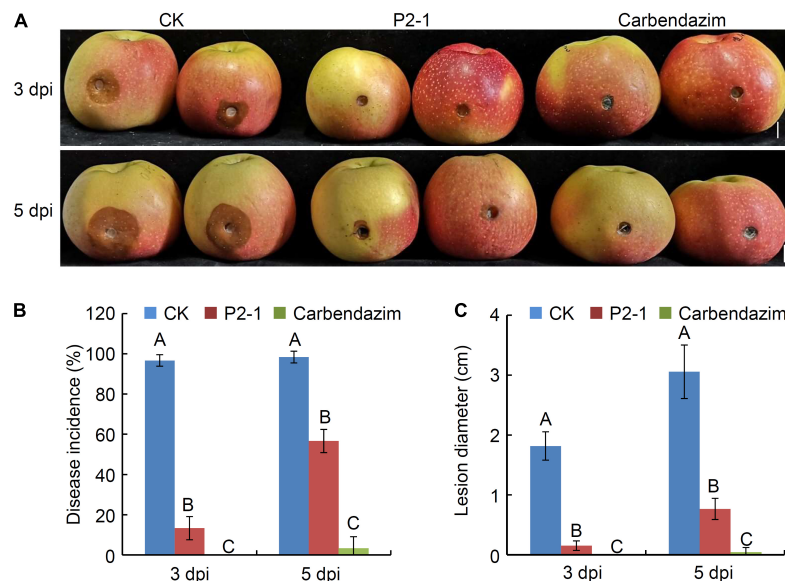 A
CK P2-1 Carbendazim
3 dpi
5 dpi
B
CK P2-1 Carbendazim
Disease incidence (%)
120
100
80
60
40
20
0
A
B
C
A
B
C
3 dpi 5 dpi
C
CK P2-1 Carbendazim
Lesion diameter (cm)
4
3
2
1
0
A
B
C
A
B
C
3 dpi 5 dpi